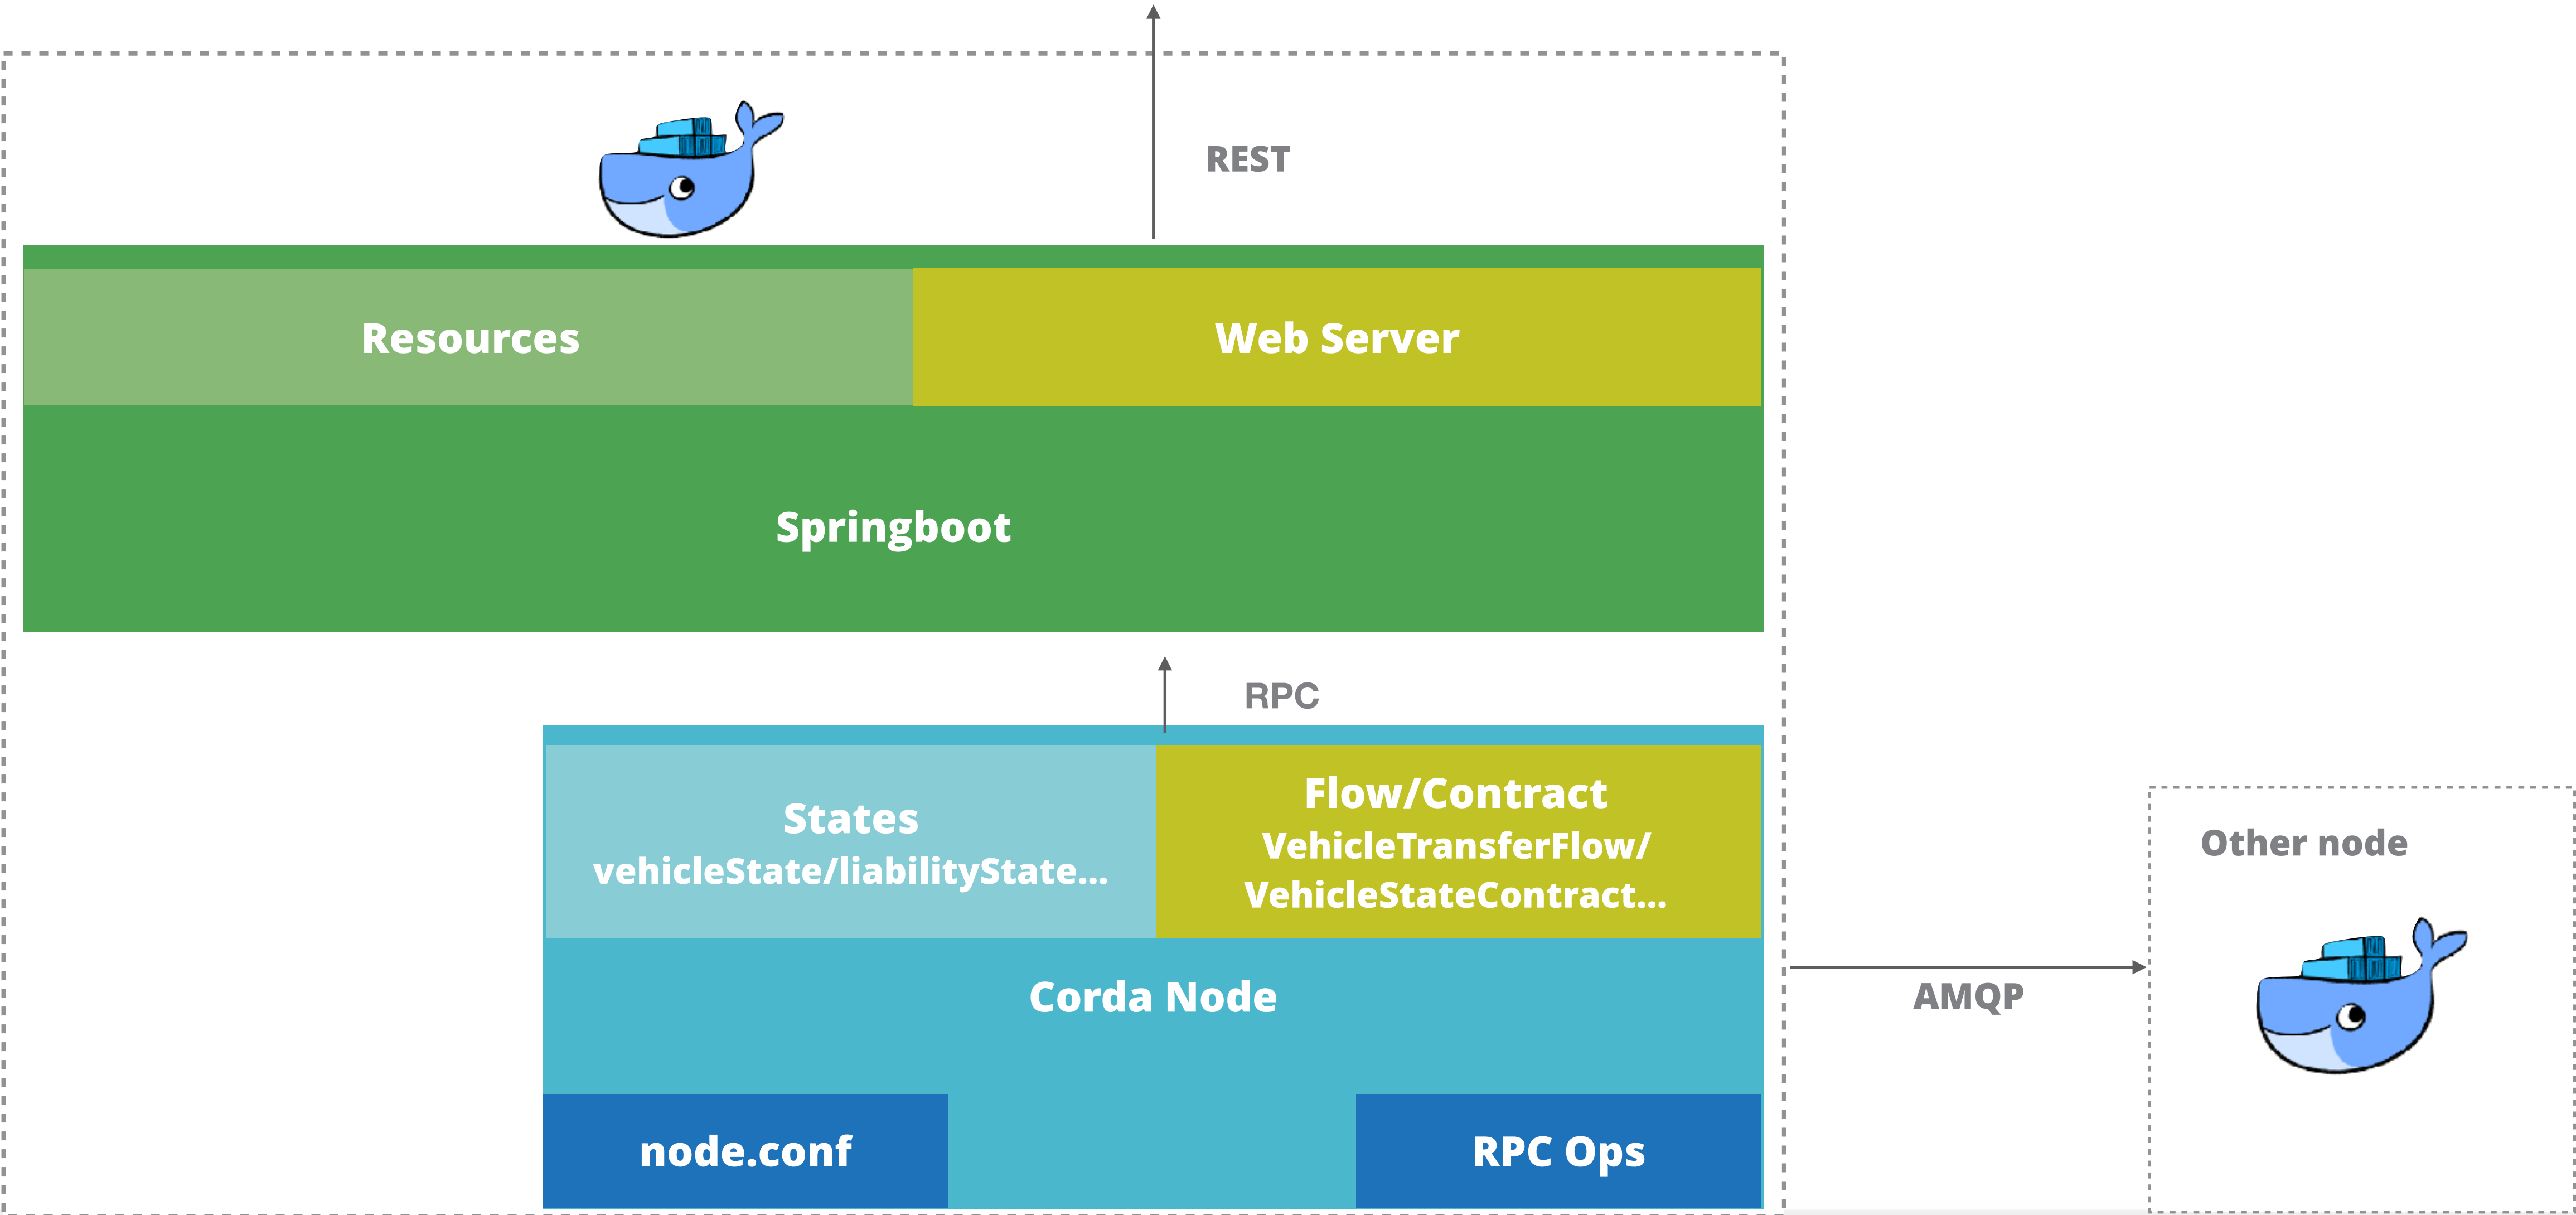 REST
Resources
Web Server
Springboot
RPC
States
vehicleState/liabilityState...
Flow/Contract
VehicleTransferFlow/
VehicleStateContract...
Corda Node
node.conf
RPC Ops
AMQP
Other node